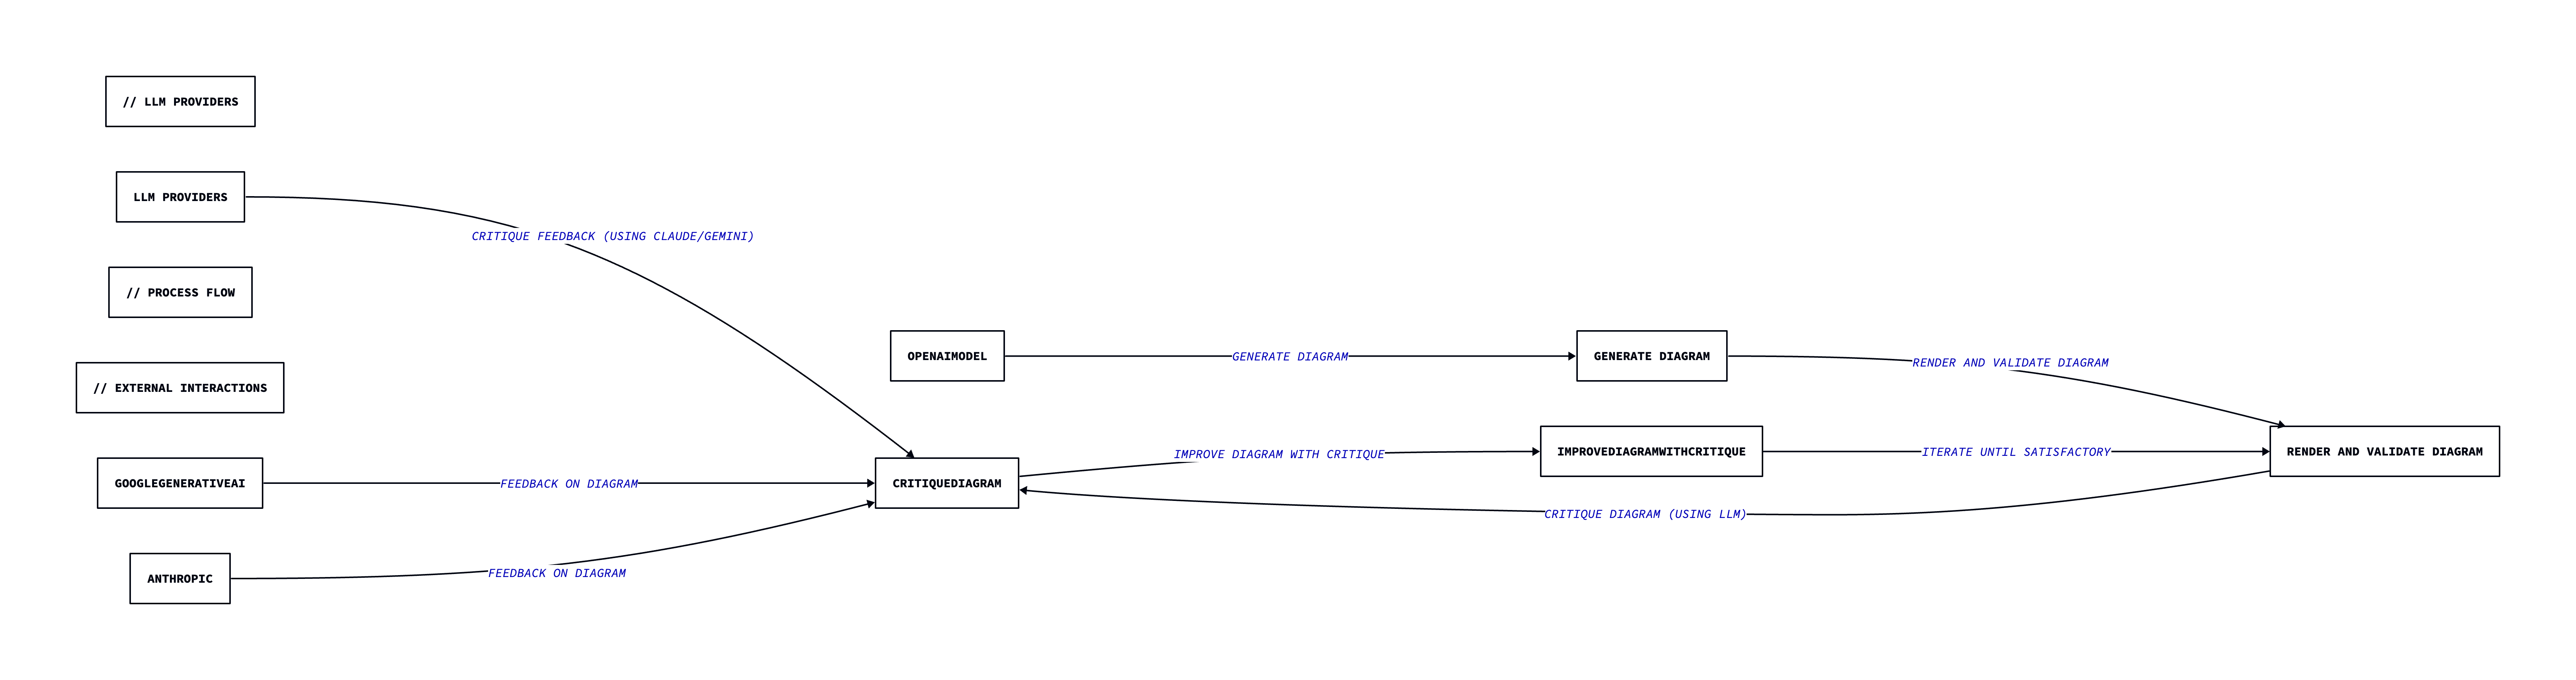 // LLM PROVIDERS
LLM PROVIDERS
CRITIQUE FEEDBACK (USING CLAUDE/GEMINI)
// PROCESS FLOW
OPENAIMODEL
GENERATE DIAGRAM
GENERATE DIAGRAM
RENDER AND VALIDATE DIAGRAM
// EXTERNAL INTERACTIONS
GOOGLEGENERATIVEAI
FEEDBACK ON DIAGRAM
CRITIQUEDIAGRAM
IMPROVE DIAGRAM WITH CRITIQUE
IMPROVEDIAGRAMWITHCRITIQUE
ITERATE UNTIL SATISFACTORY
RENDER AND VALIDATE DIAGRAM
CRITIQUE DIAGRAM (USING LLM)
ANTHROPIC
FEEDBACK ON DIAGRAM